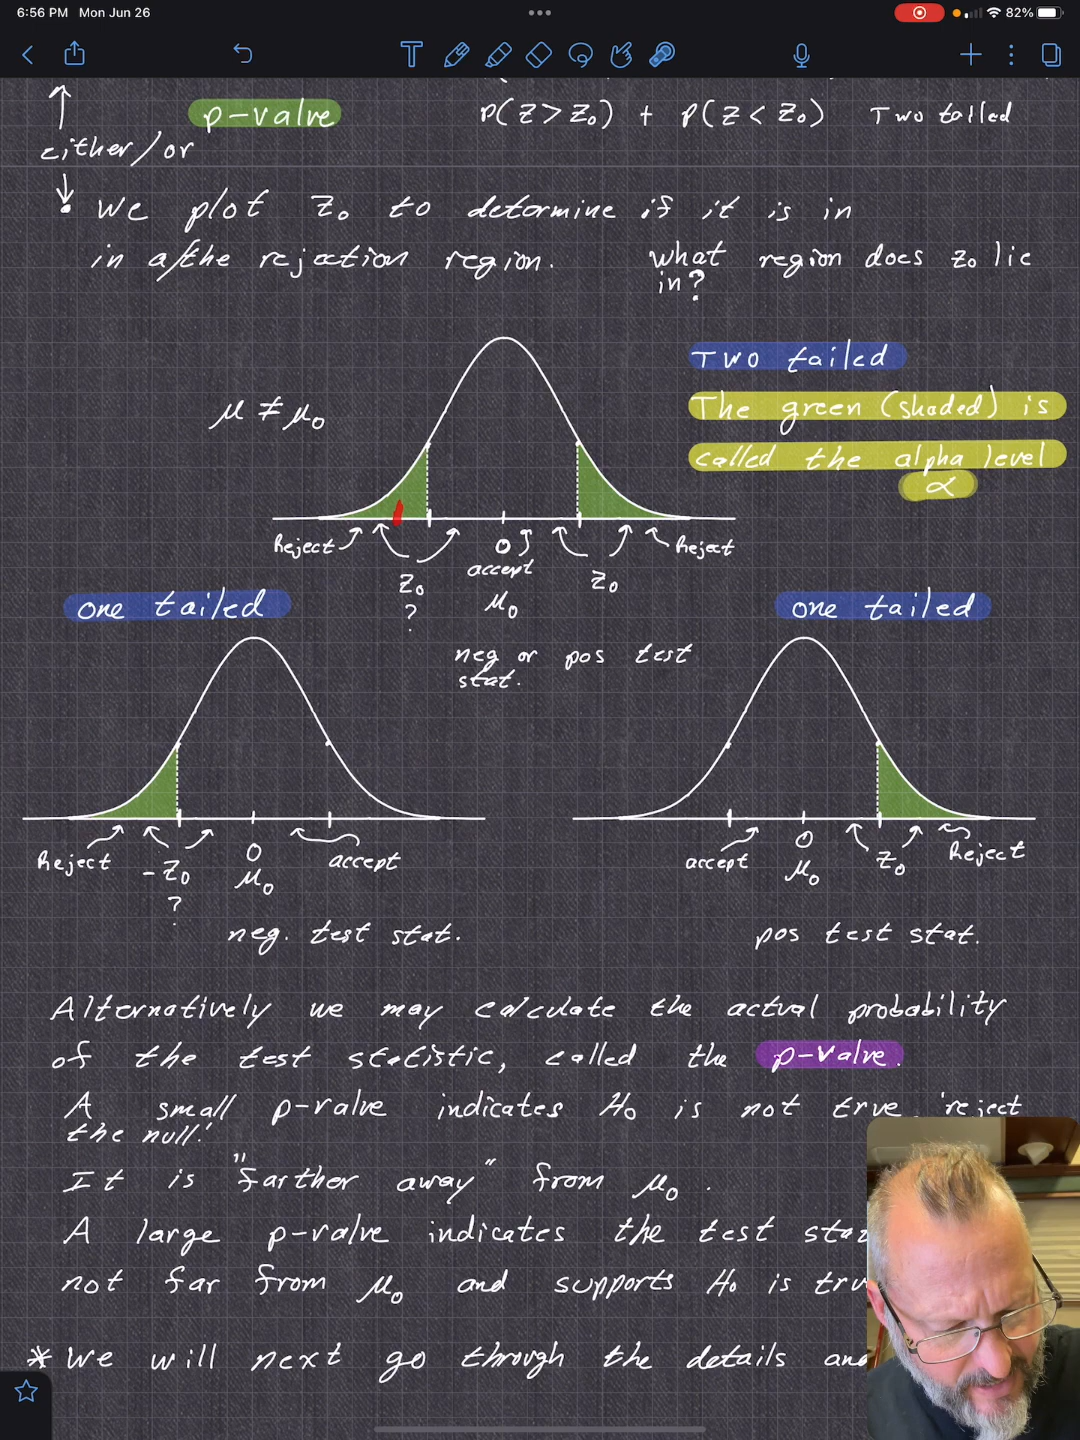 6:56 PM Mon Jun 26
82%
p-value
P(Z > Z₀) + P(Z < Z₀) Two tailed
either/or
• We plot Z₀ to determine if it is in
in a/the rejection region. what region does Z₀ lie
in?
Two tailed
μ ≠ μ₀
The green (shaded) is
called the alpha level
α
Reject
0
accept
Reject
Z₀
?
μ₀
Z₀
one tailed
one tailed
neg or pos test
stat.
Reject
-Z₀
?
0
μ₀
accept
accept
0
μ₀
Z₀
Reject
neg. test stat.
pos test stat.
Alternatively we may calculate the actual probability
of the test statistic, called the p-value.
A small p-value indicates H₀ is not true. 'reject
the null.'
It is "farther away" from μ₀.
A large p-value indicates the test
not far from μ₀ and supports H₀ is
* We will next go through the details